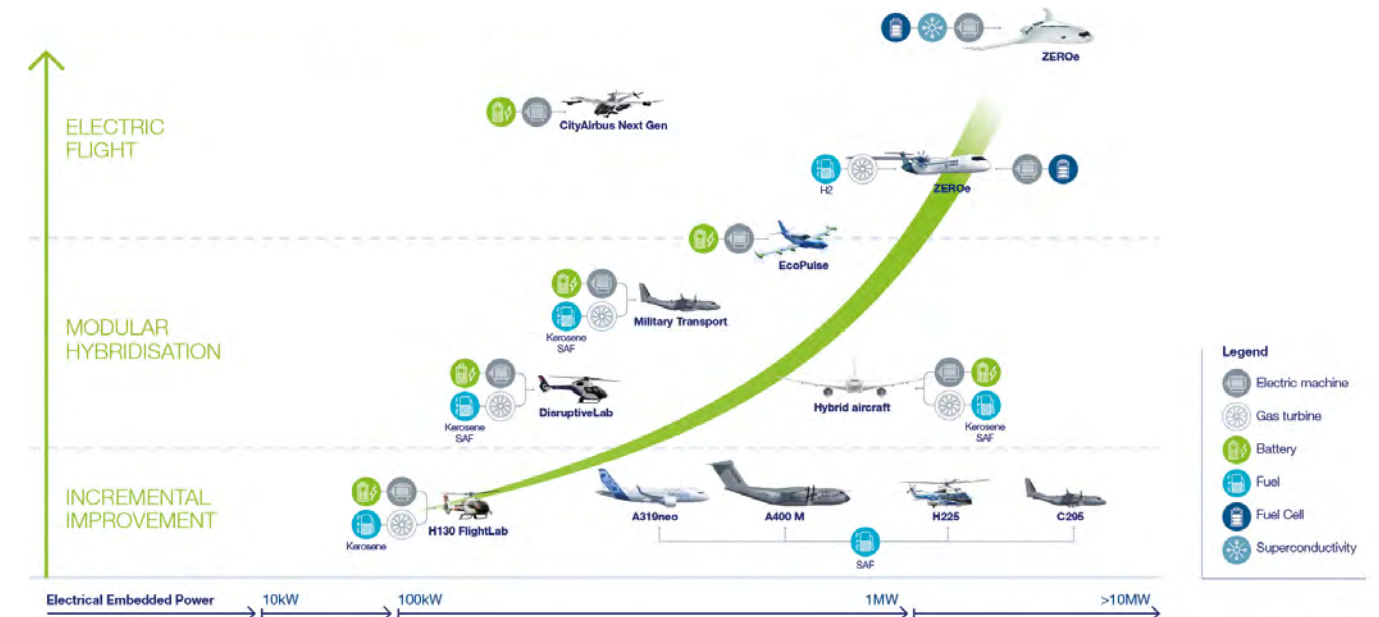 ZEROe
ELECTRIC
FLIGHT
CityAirbus Next Gen
H2
ZEROe
EcoPulse
MODULAR
HYBRIDISATION
Military Transport
Kerosene
SAF
DisruptiveLab
Kerosene
SAF
Hybrid aircraft
Kerosene
SAF
Legend
Electric machine
Gas turbine
Battery
Fuel
Fuel Cell
Superconductivity
INCREMENTAL
IMPROVEMENT
H130 FlightLab
Kerosene
A319neo
A400 M
H225
C295
SAF
Electrical Embedded Power
10kW
100kW
1MW
>10MW